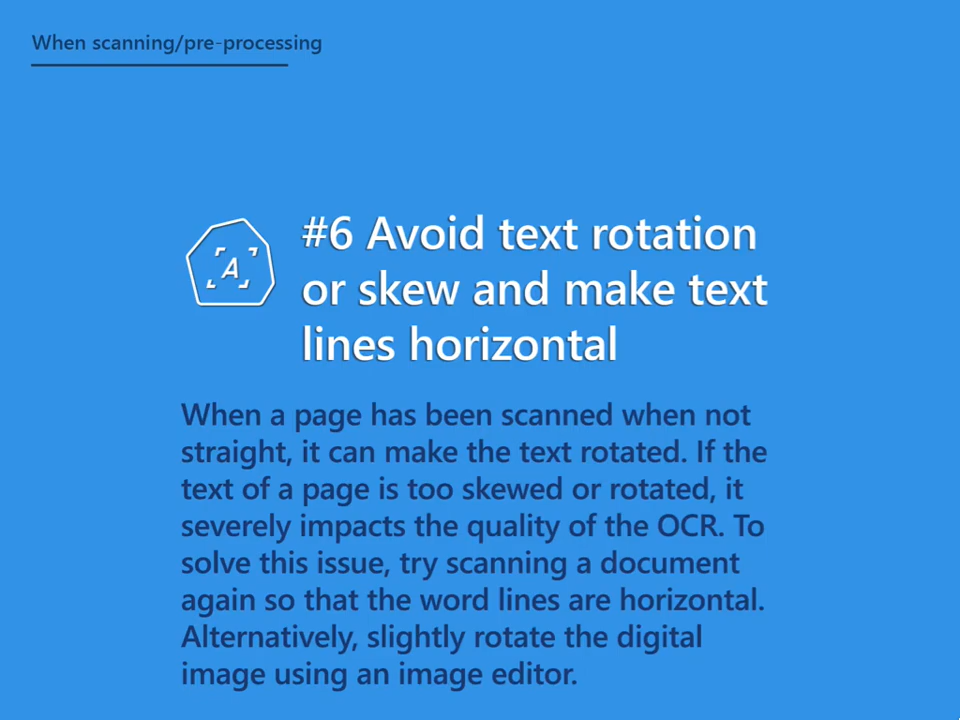 When scanning/pre-processing
#6 Avoid text rotation
or skew and make text
lines horizontal
A
When a page has been scanned when not
straight, it can make the text rotated. If the
text of a page is too skewed or rotated, it
severely impacts the quality of the OCR. To
solve this issue, try scanning a document
again so that the word lines are horizontal.
Alternatively, slightly rotate the digital
image using an image editor.